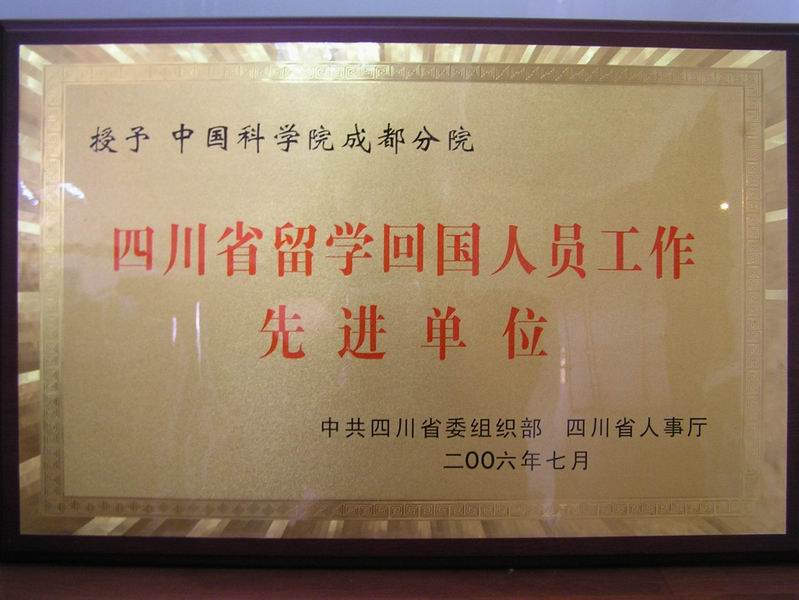 授予 中国科学院成都分院
四川省留学回国人员工作
先进单位
中共四川省委组织部 四川省人事厅
二00六年七月